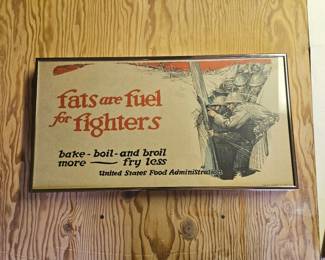 fats are fuel
for fighters
bake - boil - and broil
more — fry less
United States Food Administration